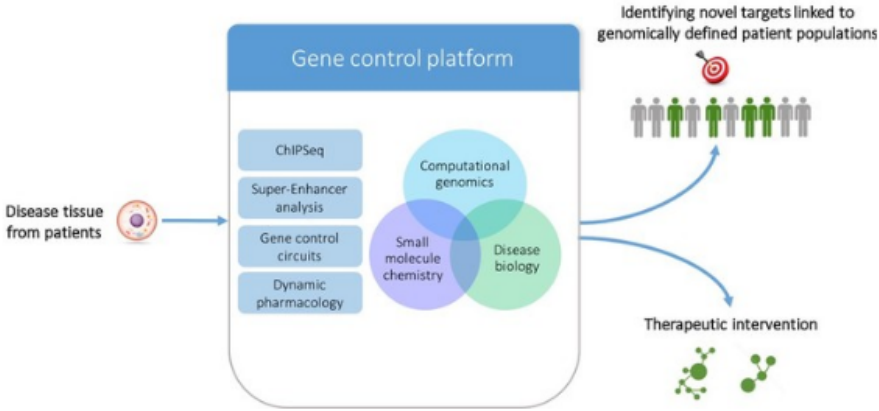 Identifying novel targets linked to
genomically defined patient populations
Gene control platform
ChIPSeq
Super-Enhancer
analysis
Gene control
circuits
Dynamic
pharmacology
Computational
genomics
Small
molecule
chemistry
Disease
biology
Disease tissue
from patients
Therapeutic intervention